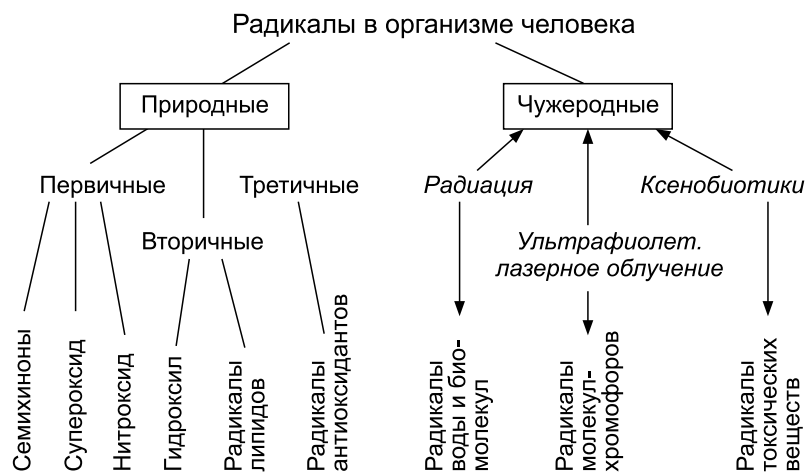 Радикалы в организме человека
Природные
Чужеродные
Первичные
Третичные
Радиация
Ксенобиотики
Вторичные
Ультрафиолет.
лазерное облучение
Семихиноны
Супероксид
Нитроксид
Гидроксил
Радикалы
липидов
Радикалы
антиоксидантов
Радикалы
воды и био-
молекул
Радикалы
молекул-
хромофоров
Радикалы
токсических
веществ